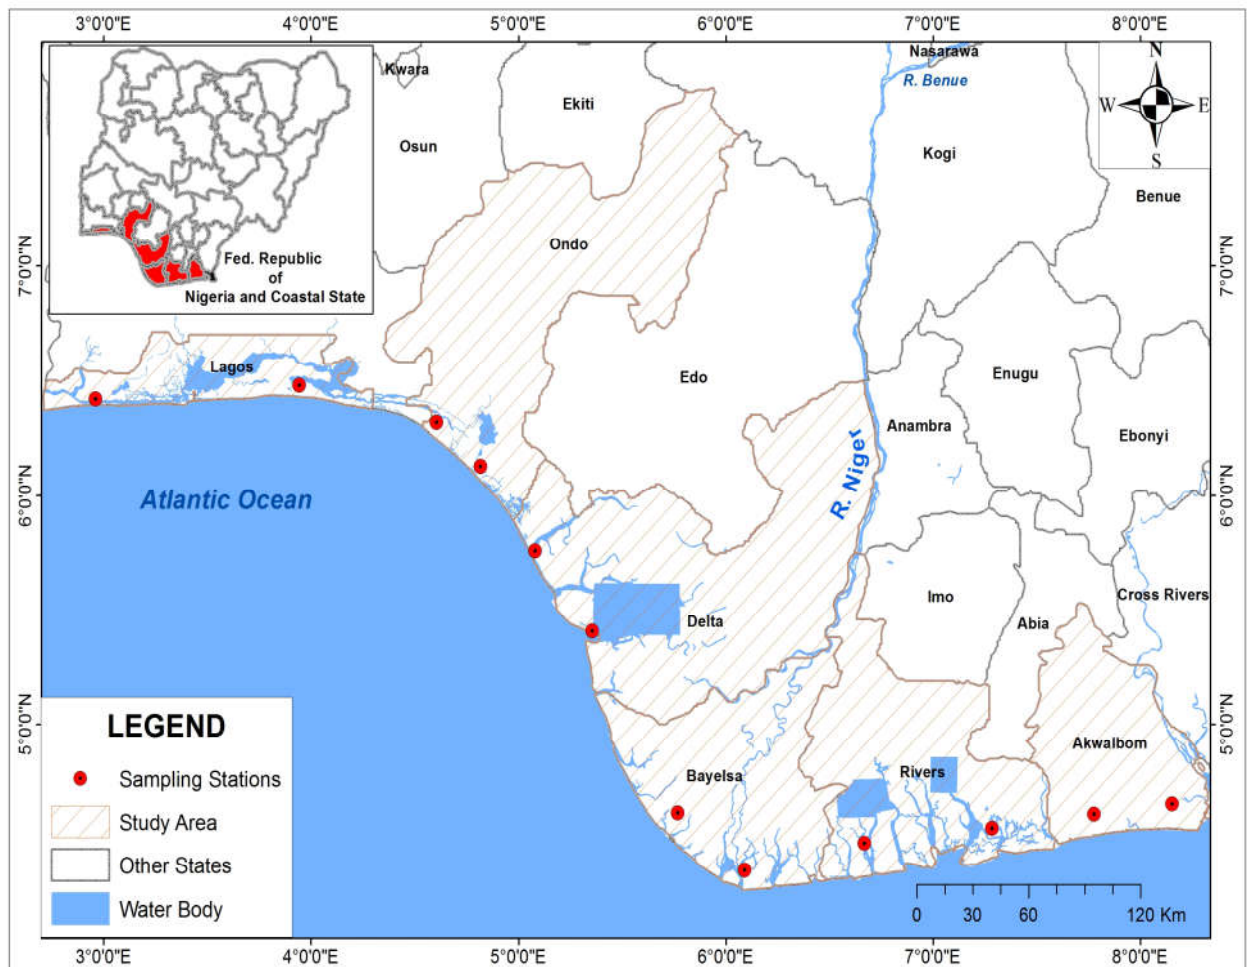 3°0'0"E 4°0'0"E 5°0'0"E 6°0'0"E 7°0'0"E 8°0'0"E
Nasarawa
R. Benue
Kwara
Ekiti
Osun
Kogi
N
W E
S
Benue
Fed. Republic
of
Nigeria and Coastal State
Ondo
7°0'0"N 7°0'0"N
Lagos
Edo
Enugu
Anambra
Ebonyi
R. Niger
Atlantic Ocean
6°0'0"N 6°0'0"N
Imo
Cross Rivers
Delta
Abia
5°0'0"N 5°0'0"N
Akwalbom
Bayelsa
Rivers
LEGEND
Sampling Stations
Study Area
Other States
Water Body
0 30 60 120 Km
3°0'0"E 4°0'0"E 5°0'0"E 6°0'0"E 7°0'0"E 8°0'0"E